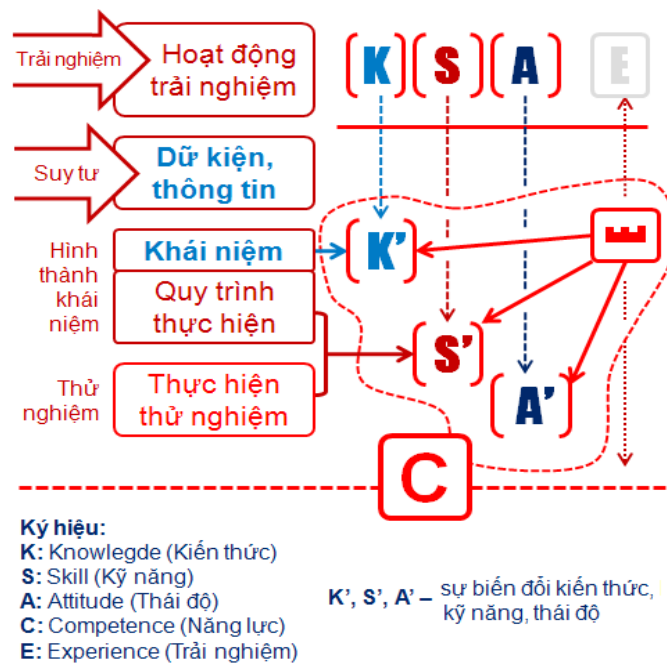 Trải nghiệm
Hoạt động
trải nghiệm
K S A E
Suy tư
Dữ kiện,
thông tin
Hình
thành
khái
niệm
Khái niệm
K’
Quy trình
thực hiện
S’
Thử
nghiệm
Thực hiện
thử nghiệm
A’
E
C
Ký hiệu:
K: Knowlegde (Kiến thức)
S: Skill (Kỹ năng)
A: Attitude (Thái độ)
C: Competence (Năng lực)
E: Experience (Trải nghiệm)
K’, S’, A’ – sự biến đổi kiến thức,
kỹ năng, thái độ